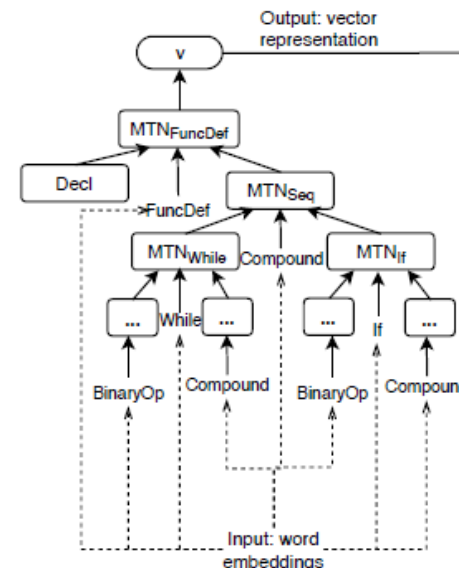 Output: vector
representation
v
MTNFuncDef
Decl
MTNSeq
FuncDef
MTNWhile
Compound
MTNIf
...
While
...
...
If
...
BinaryOp
Compound
BinaryOp
Compoun
Input: word
embeddings